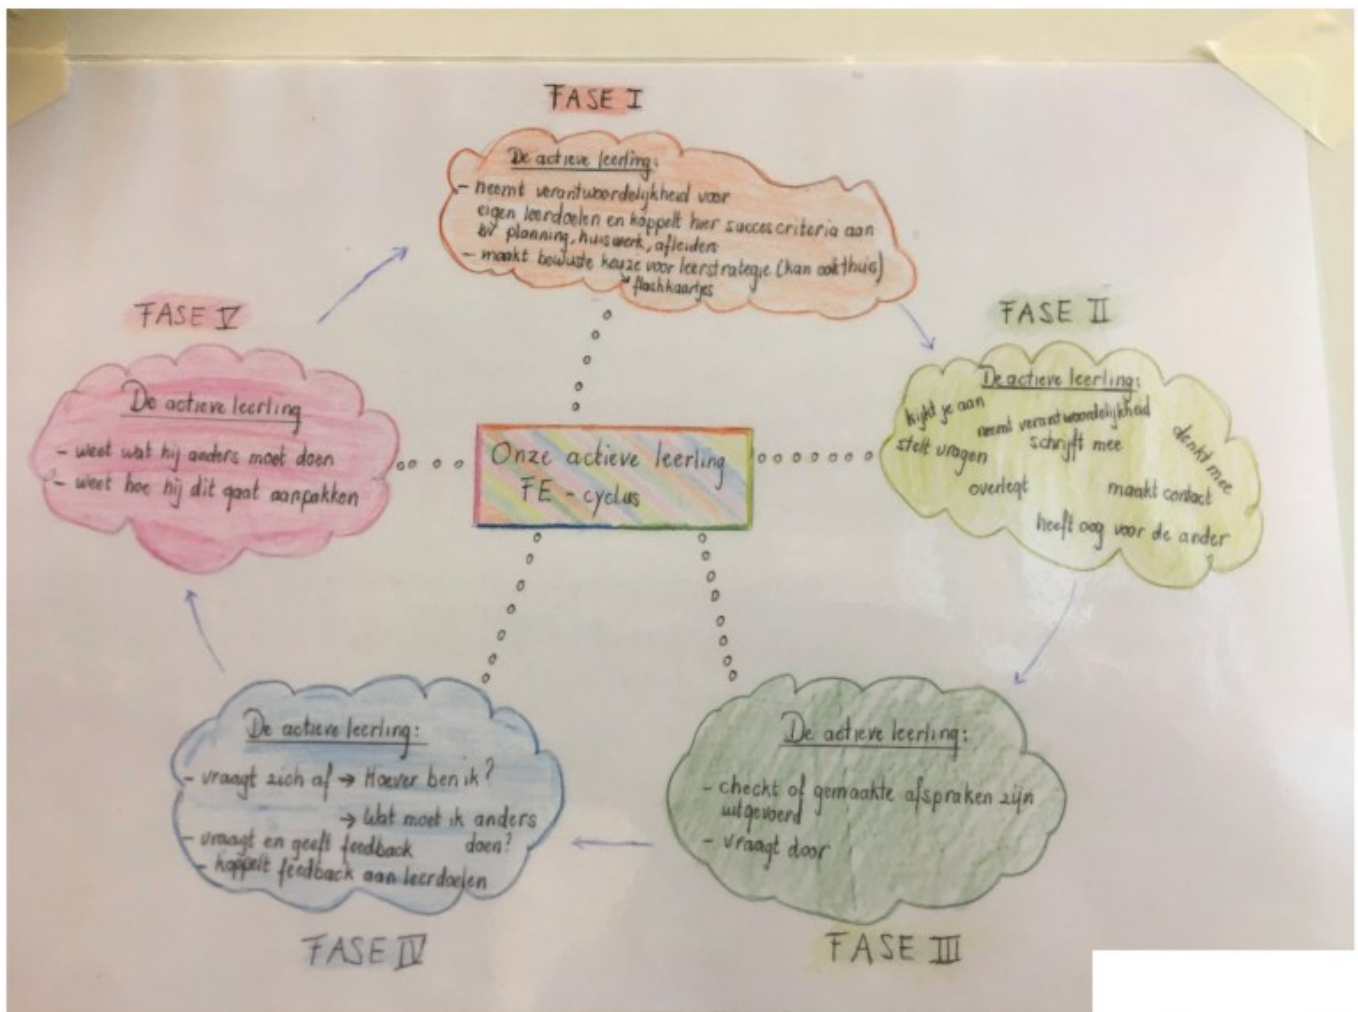 FASE I
De actieve leerling:
- neemt verantwoordelijkheid voor
eigen leerdoelen en koppelt hier succescriteria aan
bv planning, huiswerk, afleiders
- maakt bewuste keuze voor leerstrategie (kan ook thuis)
↘ flashkaartjes
FASE II
De actieve leerling:
kijkt je aan
neemt verantwoordelijkheid
denkt mee
stelt vragen
schrijft mee
overlegt
maakt contact
heeft oog voor de ander
Onze actieve leerling
FE - cyclus
FASE III
De actieve leerling:
- checkt of gemaakte afspraken zijn
uitgevoerd
- vraagt door
FASE IV
De actieve leerling:
- vraagt zich af → Hoever ben ik?
→ Wat moet ik anders
doen?
- vraagt en geeft feedback
- koppelt feedback aan leerdoelen
FASE V
De actieve leerling
- weet wat hij anders moet doen
- weet hoe hij dit gaat aanpakken